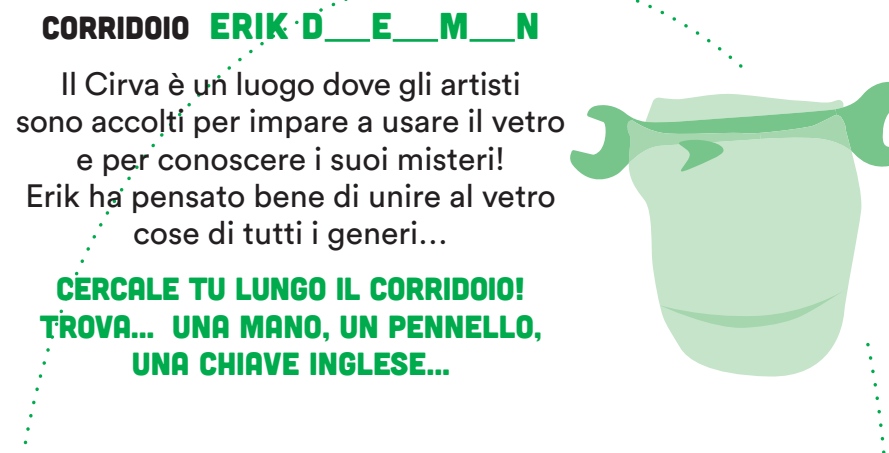 CORRIDOIO ERIK D__E__M__N
Il Cirva è un luogo dove gli artisti
sono accolti per impare a usare il vetro
e per conoscere i suoi misteri!
Erik ha pensato bene di unire al vetro
cose di tutti i generi...
CERCALE TU LUNGO IL CORRIDOIO!
TROVA... UNA MANO, UN PENNELLO,
UNA CHIAVE INGLESE...